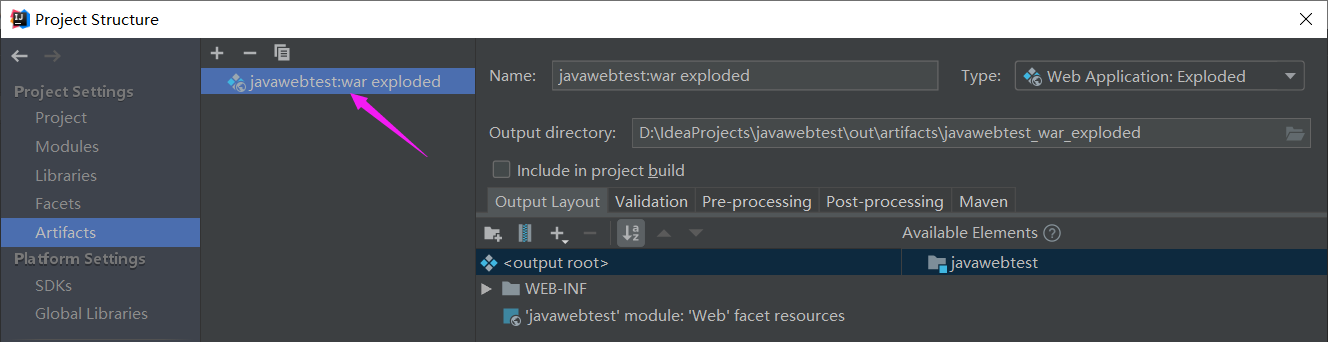 Project Structure
Project Settings
Project
Modules
Libraries
Facets
Artifacts
Platform Settings
SDKs
Global Libraries
javawebtest:war exploded
Name: javawebtest:war exploded Type: Web Application: Exploded
Output directory: D:\IdeaProjects\javawebtest\out\artifacts\javawebtest_war_exploded
Include in project build
Output Layout Validation Pre-processing Post-processing Maven
Available Elements ?
<output root> javawebtest
WEB-INF
'javawebtest' module: 'Web' facet resources